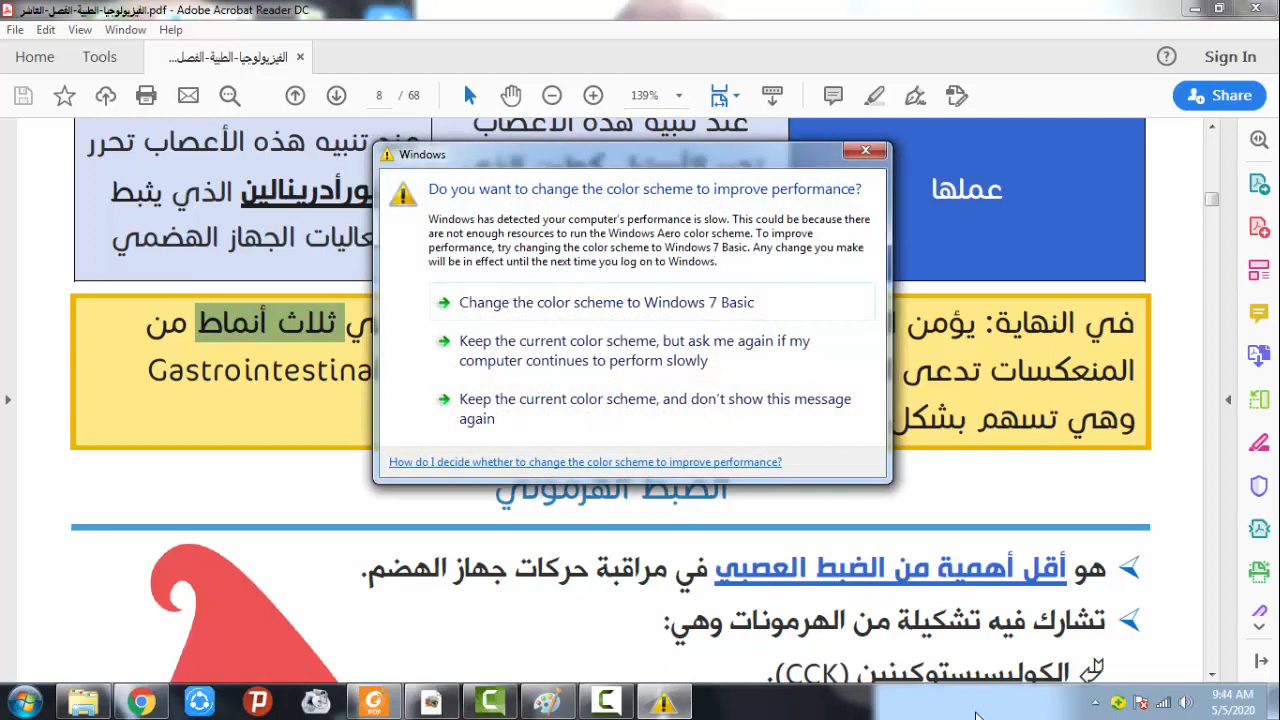 الفيزيولوجيا-الطبية-الفصل-العاشر.pdf - Adobe Acrobat Reader DC
File Edit View Window Help
Home Tools الفيزيولوجيا-الطبية-الفصل... × Sign In
8 / 68 139% Share
عند تنبيه هذه الأعصاب
عند تنبيه هذه الأعصاب تحرر
عملها
الذي يثبط
الجهاز الهضمي
Windows
Do you want to change the color scheme to improve performance?
Windows has detected your computer's performance is slow. This could be because there
are not enough resources to run the Windows Aero color scheme. To improve
performance, try changing the color scheme to Windows 7 Basic. Any change you make
will be in effect until the next time you log on to Windows.
Change the color scheme to Windows 7 Basic
Keep the current color scheme, but ask me again if my
computer continues to perform slowly
Keep the current color scheme, and don't show this message
again
How do I decide whether to change the color scheme to improve performance?
في النهاية: يؤمن
ثلاث أنماط من
المنعكسات تدعى
وهي تسهم بشكل
الضبط الهرموني
هو أقل أهمية من الضبط العصبي في مراقبة حركات جهاز الهضم.
تشارك فيه تشكيلة من الهرمونات وهي:
الكوليسيستوكينين (CCK).
9:44 AM
5/5/2020